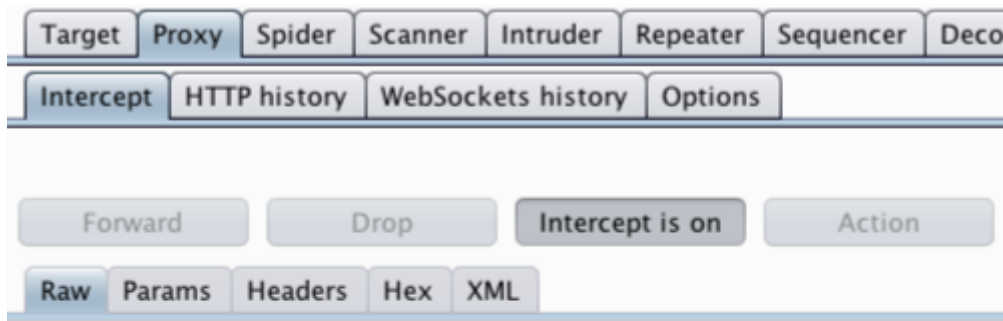 Target Proxy Spider Scanner Intruder Repeater Sequencer Deco
Intercept HTTP history WebSockets history Options
Forward Drop Intercept is on Action
Raw Params Headers Hex XML